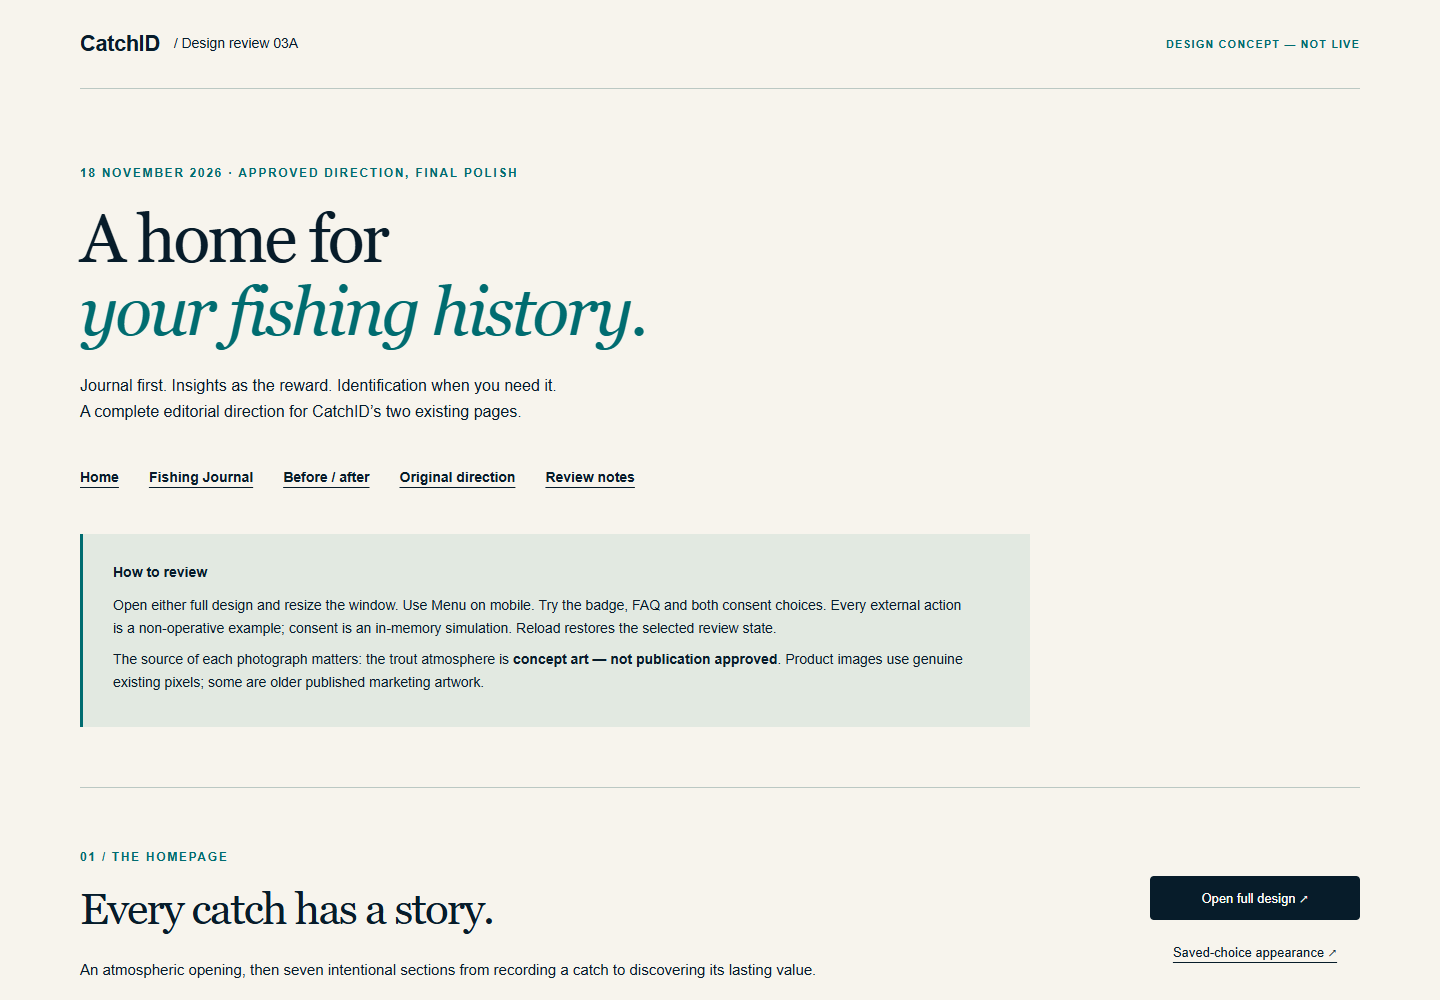 CatchID / Design review 03A
DESIGN CONCEPT — NOT LIVE
18 NOVEMBER 2026 · APPROVED DIRECTION, FINAL POLISH
A home for
your fishing history.
Journal first. Insights as the reward. Identification when you need it.
A complete editorial direction for CatchID’s two existing pages.
Home Fishing Journal Before / after Original direction Review notes
How to review
Open either full design and resize the window. Use Menu on mobile. Try the badge, FAQ and both consent choices. Every external action
is a non-operative example; consent is an in-memory simulation. Reload restores the selected review state.
The source of each photograph matters: the trout atmosphere is concept art — not publication approved. Product images use genuine
existing pixels; some are older published marketing artwork.
01 / THE HOMEPAGE
Every catch has a story.
An atmospheric opening, then seven intentional sections from recording a catch to discovering its lasting value.
Open full design ↗
Saved-choice appearance ↗